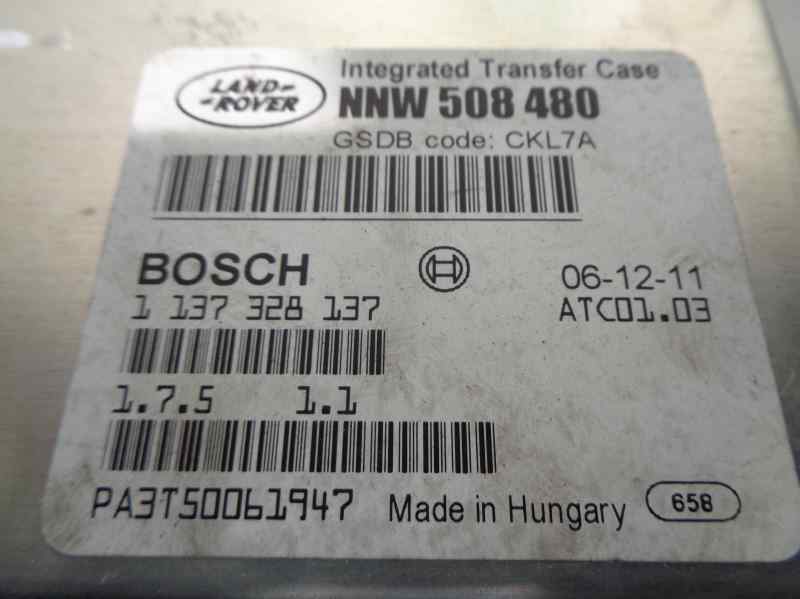 LAND-
-ROVER
Integrated Transfer Case
NNW 508 480
GSDB code: CKL7A
BOSCH
06-12-11
1 137 328 137
ATC01.03
1.7.5 1.1
PA3T50061947
Made in Hungary
658